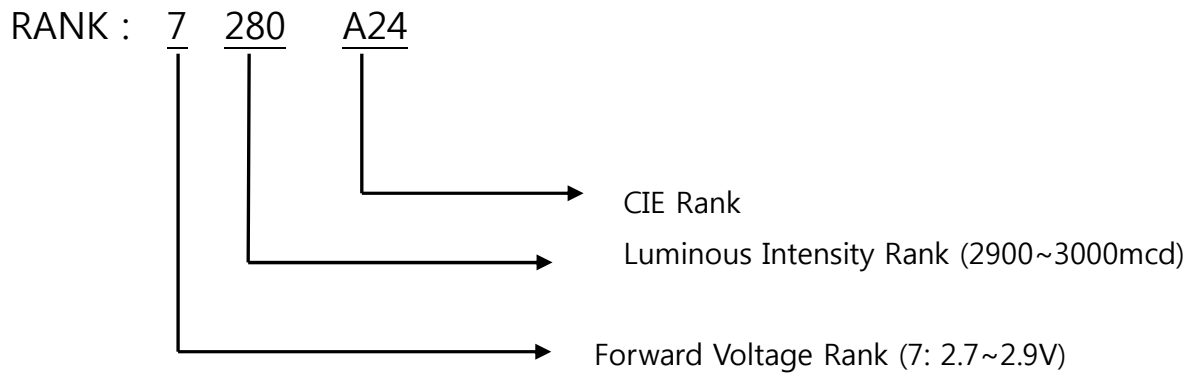 RANK : 7 280 A24
CIE Rank
Luminous Intensity Rank (2900~3000mcd)
Forward Voltage Rank (7: 2.7~2.9V)